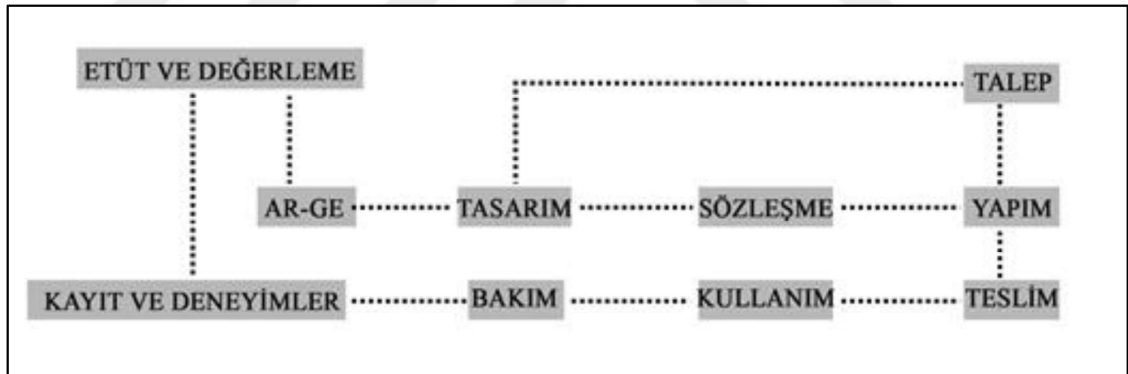 ETÜT VE DEĞERLEME
TALEP
AR-GE
TASARIM
SÖZLEŞME
YAPIM
KAYIT VE DENEYİMLER
BAKIM
KULLANIM
TESLİM